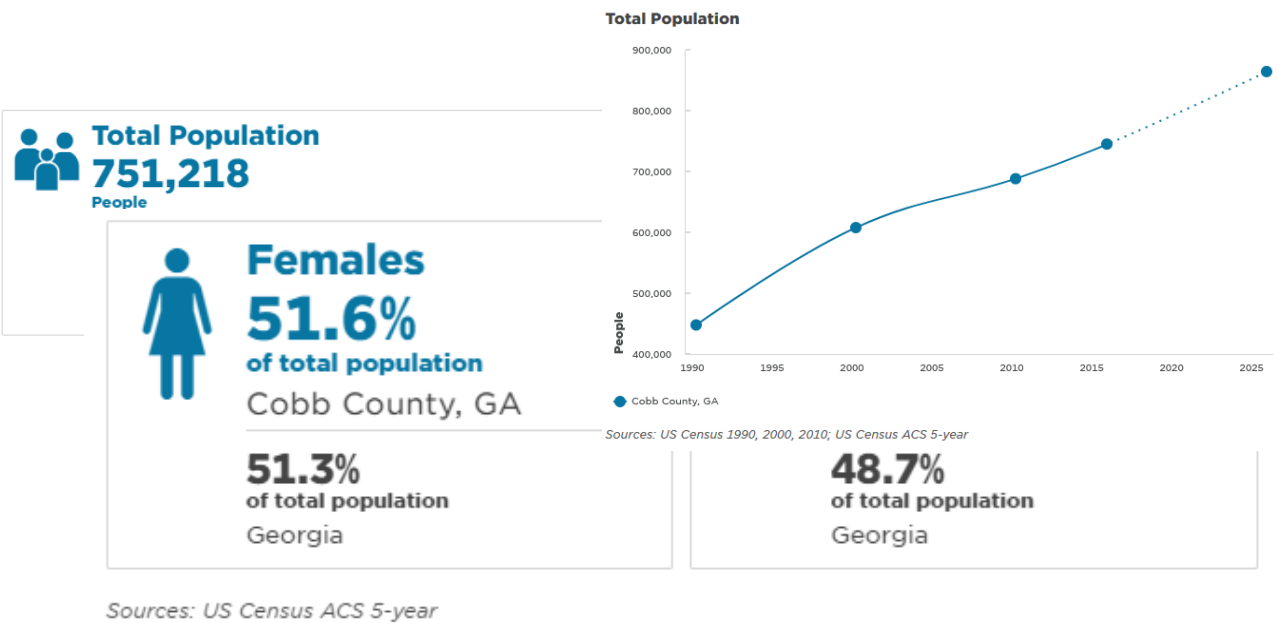 Total Population
900,000
800,000
700,000
600,000
500,000
400,000
People
1990 1995 2000 2005 2010 2015 2020 2025
Cobb County, GA
Sources: US Census 1990, 2000, 2010; US Census ACS 5-year
Total Population
751,218
People
Females
51.6%
of total population
Cobb County, GA
51.3%
of total population
Georgia
48.7%
of total population
Georgia
Sources: US Census ACS 5-year